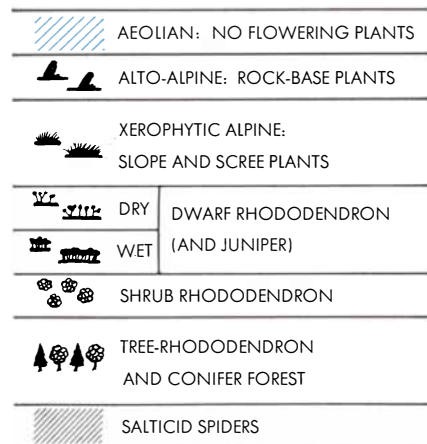 AEOLIAN: NO FLOWERING PLANTS
ALTO-ALPINE: ROCK-BASE PLANTS
XEROPHYTIC ALPINE:
SLOPE AND SCREE PLANTS
DRY
DWARF RHODODENDRON
WET
(AND JUNIPER)
SHRUB RHODODENDRON
TREE-RHODODENDRON
AND CONIFER FOREST
SALTICID SPIDERS